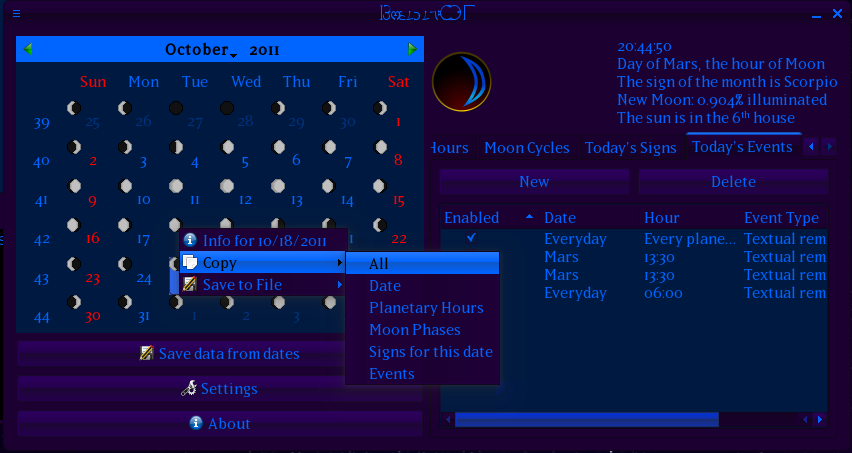 October 2011
20:44:50
Day of Mars, the hour of Moon
The sign of the month is Scorpio
New Moon: 0.904% illuminated
The sun is in the 6th house
Sun Mon Tue Wed Thu Fri Sat
39 25 26 27 28 29 30 1
40 2 3 4 5 6 7 8
41 9 10 11 12 13 14 15
42 16 17 22
43 23 24
44 30 31 1 2 3
Info for 10/18/2011
Copy
Save to File
All
Date
Planetary Hours
Moon Phases
Signs for this date
Events
Save data from dates
Settings
About
Hours Moon Cycles Today's Signs Today's Events
New Delete
Enabled Date Hour Event Type
Everyday Every plane... Textual rem
Mars 13:30 Textual rem
Mars 13:30 Textual rem
Everyday 06:00 Textual rem